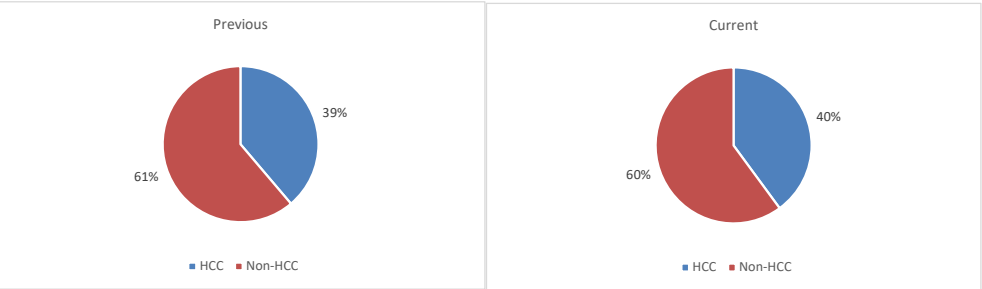 Previous
39%
61%
HCC Non-HCC
Current
40%
60%
HCC Non-HCC